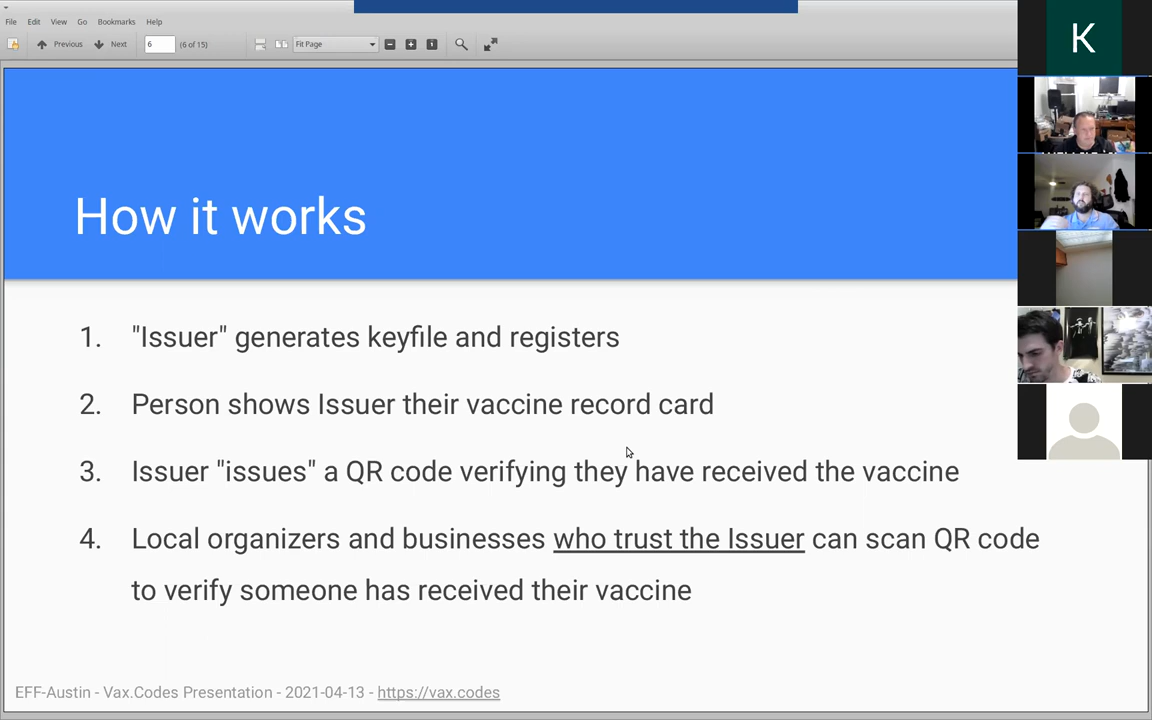 File Edit View Go Bookmarks Help
Previous Next 6 (6 of 15) Fit Page
K
How it works
1. "Issuer" generates keyfile and registers
2. Person shows Issuer their vaccine record card
3. Issuer "issues" a QR code verifying they have received the vaccine
4. Local organizers and businesses who trust the Issuer can scan QR code
to verify someone has received their vaccine
EFF-Austin - Vax.Codes Presentation - 2021-04-13 - https://vax.codes